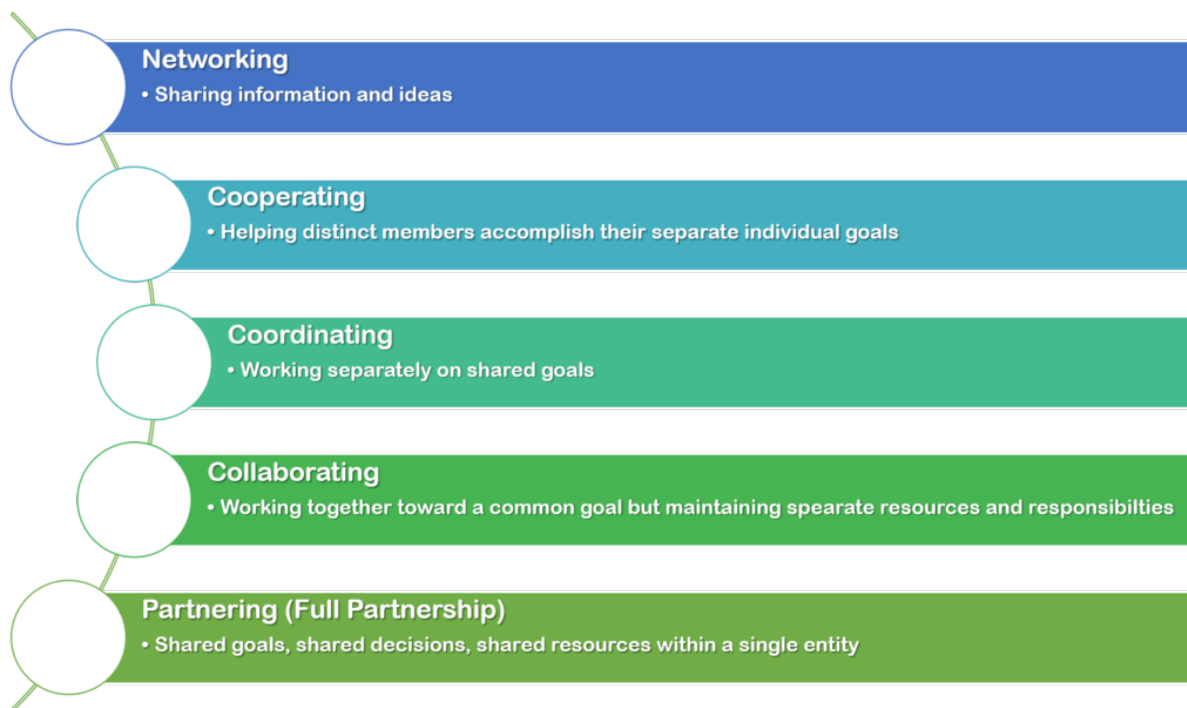 Networking
• Sharing information and ideas
Cooperating
• Helping distinct members accomplish their separate individual goals
Coordinating
• Working separately on shared goals
Collaborating
• Working together toward a common goal but maintaining spearate resources and responsibilties
Partnering (Full Partnership)
• Shared goals, shared decisions, shared resources within a single entity